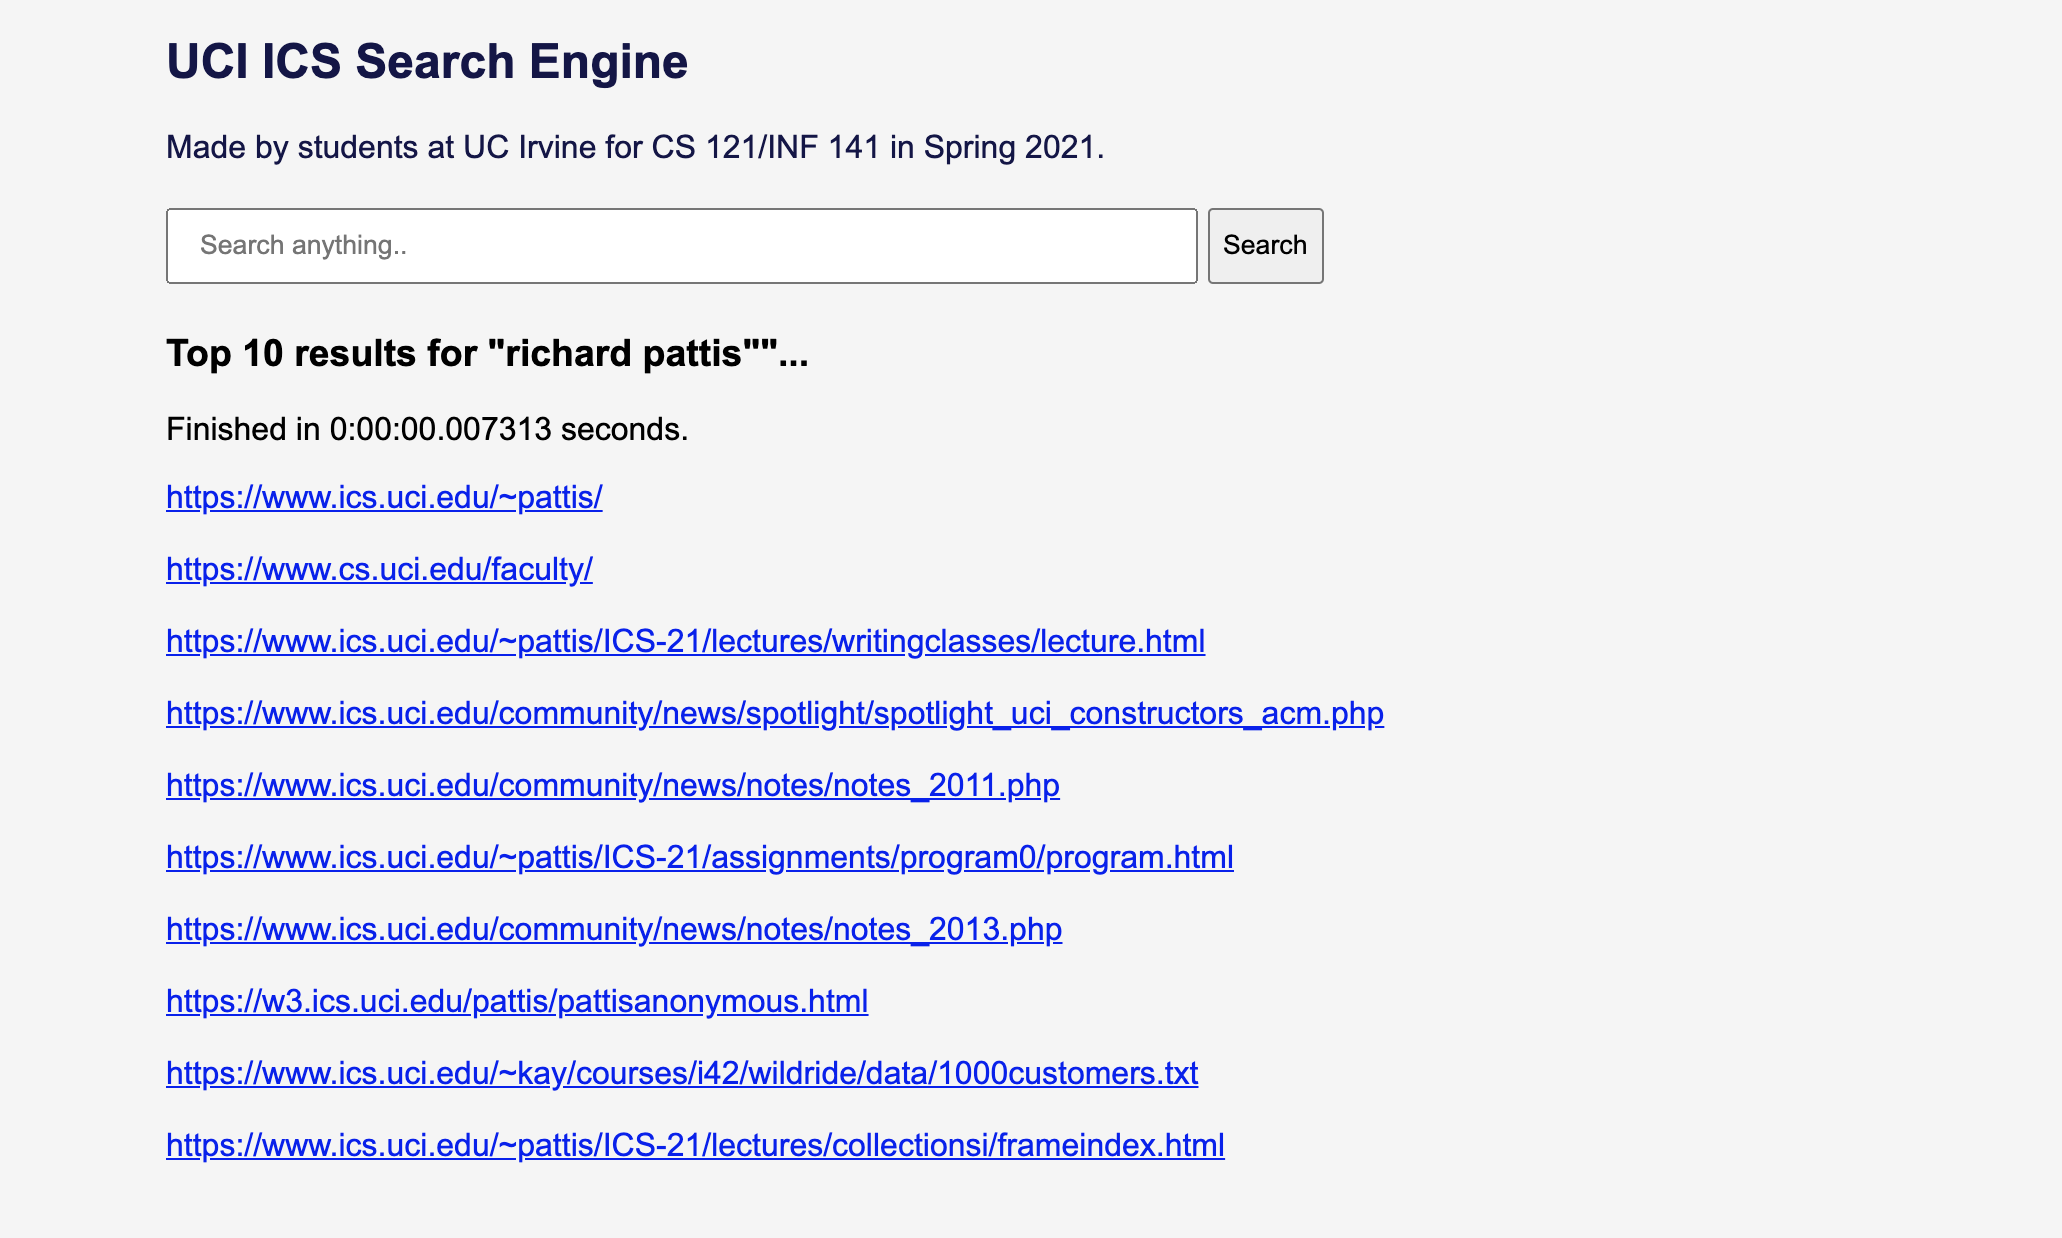 UCI ICS Search Engine
Made by students at UC Irvine for CS 121/INF 141 in Spring 2021.
Search anything..
Search
Top 10 results for "richard pattis""...
Finished in 0:00:00.007313 seconds.
https://www.ics.uci.edu/~pattis/
https://www.cs.uci.edu/faculty/
https://www.ics.uci.edu/~pattis/ICS-21/lectures/writingclasses/lecture.html
https://www.ics.uci.edu/community/news/spotlight/spotlight_uci_constructors_acm.php
https://www.ics.uci.edu/community/news/notes/notes_2011.php
https://www.ics.uci.edu/~pattis/ICS-21/assignments/program0/program.html
https://www.ics.uci.edu/community/news/notes/notes_2013.php
https://w3.ics.uci.edu/pattis/pattisanonymous.html
https://www.ics.uci.edu/~kay/courses/i42/wildride/data/1000customers.txt
https://www.ics.uci.edu/~pattis/ICS-21/lectures/collectionsi/frameindex.html